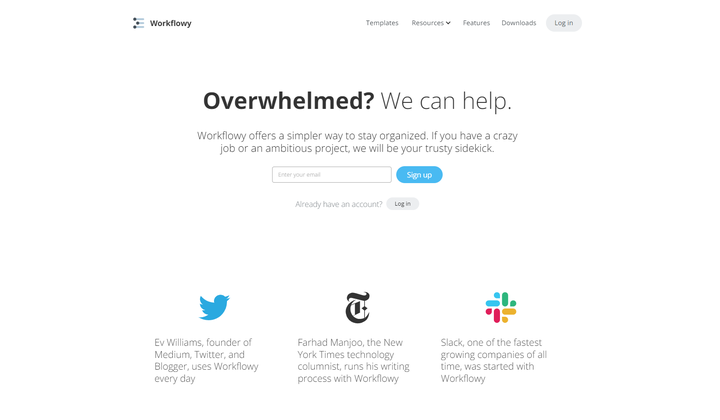 Workflowy
Templates
Resources
Features
Downloads
Log in
Overwhelmed? We can help.
Workflowy offers a simpler way to stay organized. If you have a crazy
job or an ambitious project, we will be your trusty sidekick.
Enter your email
Sign up
Already have an account?
Log in
T
Ev Williams, founder of
Medium, Twitter, and
Blogger, uses Workflowy
every day
Farhad Manjoo, the New
York Times technology
columnist, runs his writing
process with Workflowy
Slack, one of the fastest
growing companies of all
time, was started with
Workflowy